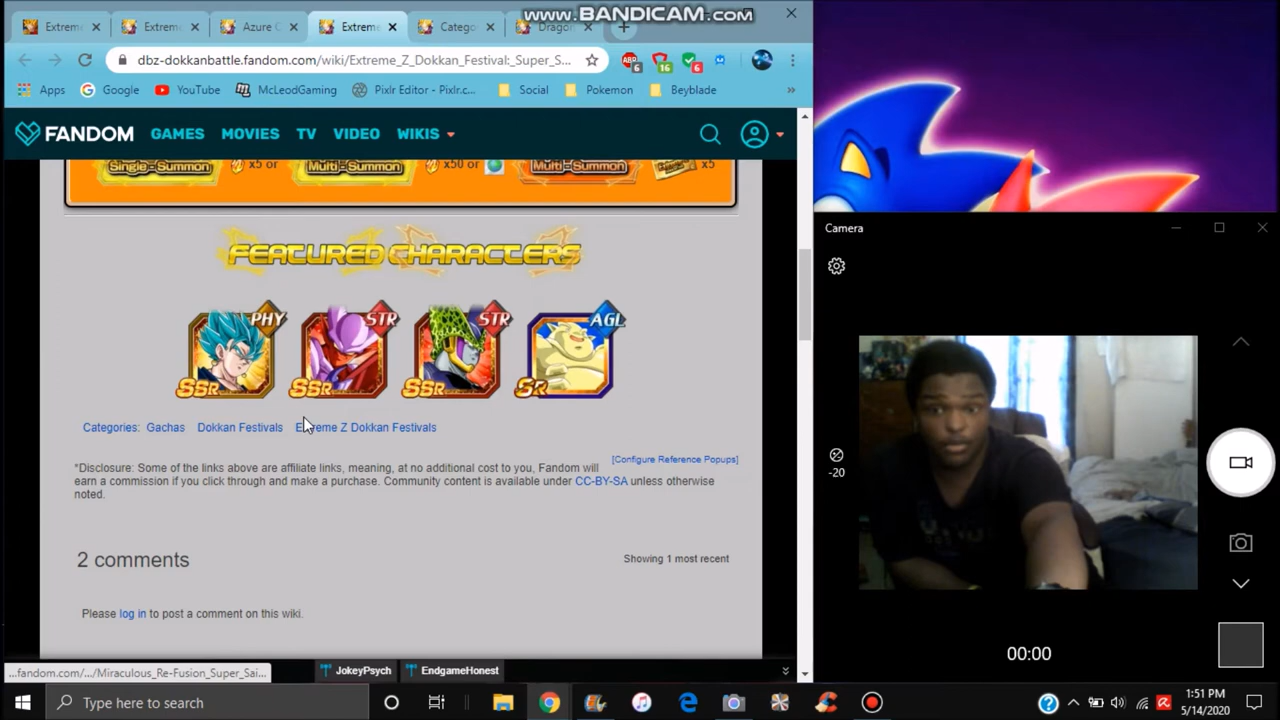 www.BANDICAM.com
Extreme Extreme Azure C Extreme Catego Dragon
dbz-dokkanbattle.fandom.com/wiki/Extreme_Z_Dokkan_Festival:_Super_S...
6 16 6
Apps Google YouTube McLeodGaming Pixlr Editor - Pixlr.c... Social Pokemon Beyblade »
FANDOM GAMES MOVIES TV VIDEO WIKIS
Single-Summon x5 or Multi-Summon x50 or Multi-Summon x5
FEATURED CHARACTERS
PHY STR STR AGL
SSR SSR SSR SR
Categories: Gachas Dokkan Festivals Extreme Z Dokkan Festivals
[Configure Reference Popups]
*Disclosure: Some of the links above are affiliate links, meaning, at no additional cost to you, Fandom will
earn a commission if you click through and make a purchase. Community content is available under CC-BY-SA unless otherwise
noted.
2 comments
Showing 1 most recent
Please log in to post a comment on this wiki.
...fandom.com/.../Miraculous_Re-Fusion_Super_Sai...
JokeyPsych EndgameHonest
Camera
-20
00:00
Type here to search
1:51 PM
5/14/2020